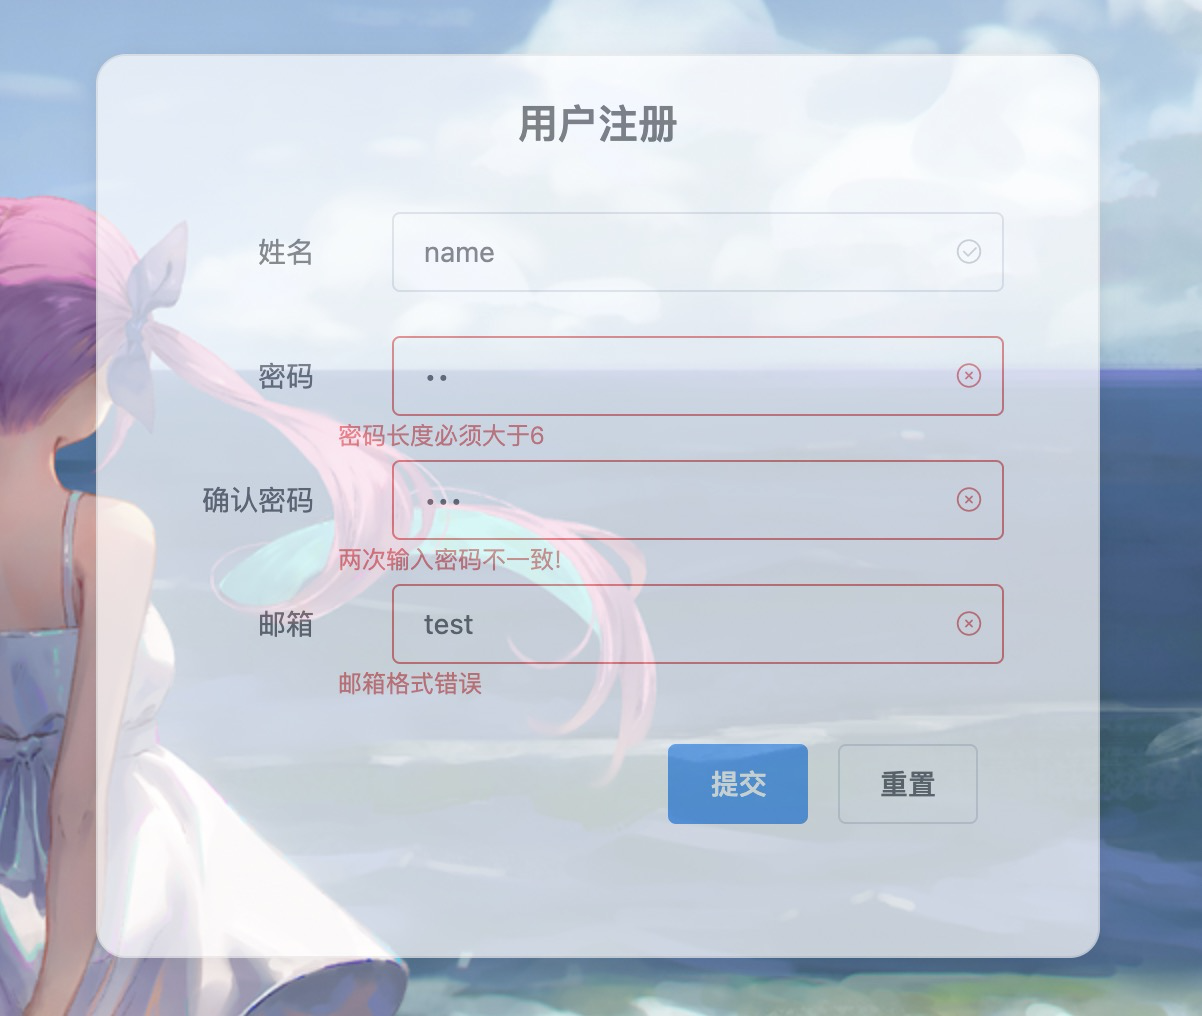 用户注册
姓名
name
密码
••
密码长度必须大于6
确认密码
•••
两次输入密码不一致!
邮箱
test
邮箱格式错误
提交
重置